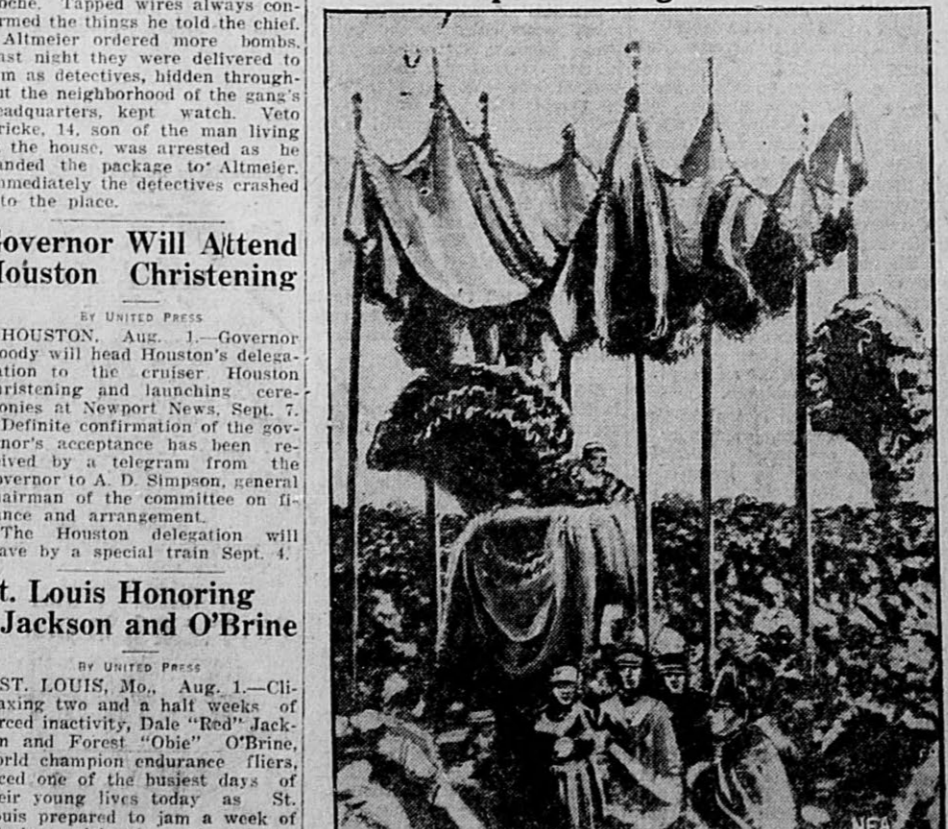 Tapped wires always con-
rmed the things he told the chief.
Altmeier ordered more bombs.
ast night they were delivered to
m as detectives, hidden through-
ut the neighborhood of the gang's
eadquarters, kept watch. Veto
ricke, 14, son of the man living
the house, was arrested as he
anded the package to Altmeier.
mmediately the detectives crashed
to the place.
overnor Will Attend
ouston Christening
BY UNITED PRESS
HOUSTON, Aug. 1.—Governor
oody will head Houston's delega-
ation to the cruiser Houston
ristening and launching cere-
onies at Newport News, Sept. 7.
Definite confirmation of the gov-
nor's acceptance has been re-
ived by a telegram from the
overnor to A. D. Simpson, general
airman of the committee on fi-
nce and arrangement.
The Houston delegation will
ave by a special train Sept. 4.
t. Louis Honoring
Jackson and O'Brine
BY UNITED PRESS
ST. LOUIS, Mo., Aug. 1.—Cli-
axing two and a half weeks of
rced inactivity, Dale "Red" Jack-
n and Forest "Obie" O'Brine,
orld champion endurance fliers,
ced one of the busiest days of
eir young lives today as St.
uis prepared to jam a week of
NEA